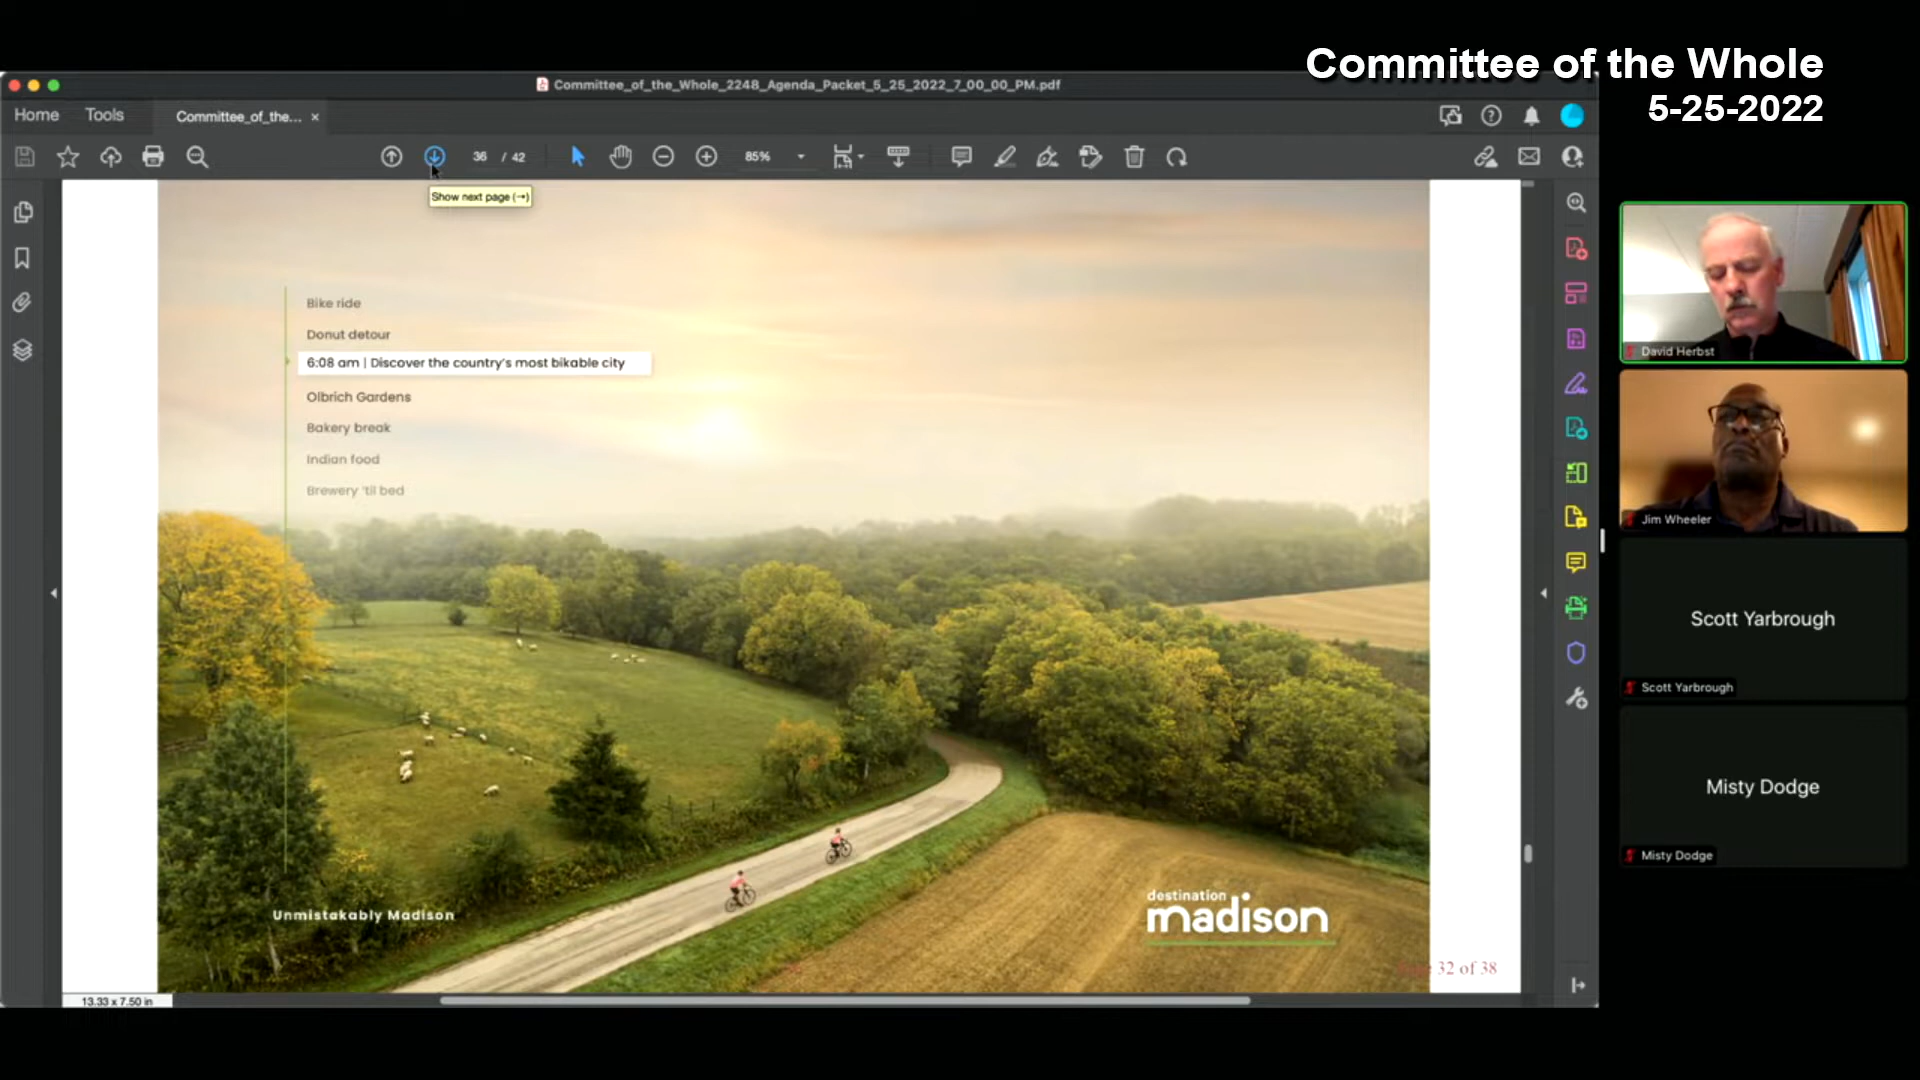 Committee of the Whole
5-25-2022
Committee_of_the_Whole_2248_Agenda_Packet_5_25_2022_7_00_00_PM.pdf
Home
Tools
Committee_of_the... ×
36 / 42
85%
Show next page (→)
Bike ride
Donut detour
6:08 am | Discover the country's most bikable city
Olbrich Gardens
Bakery break
Indian food
Brewery 'til bed
Unmistakably Madison
destination
madison
32 of 38
13.33 x 7.50 in
David Herbst
Jim Wheeler
Scott Yarbrough
Scott Yarbrough
Misty Dodge
Misty Dodge